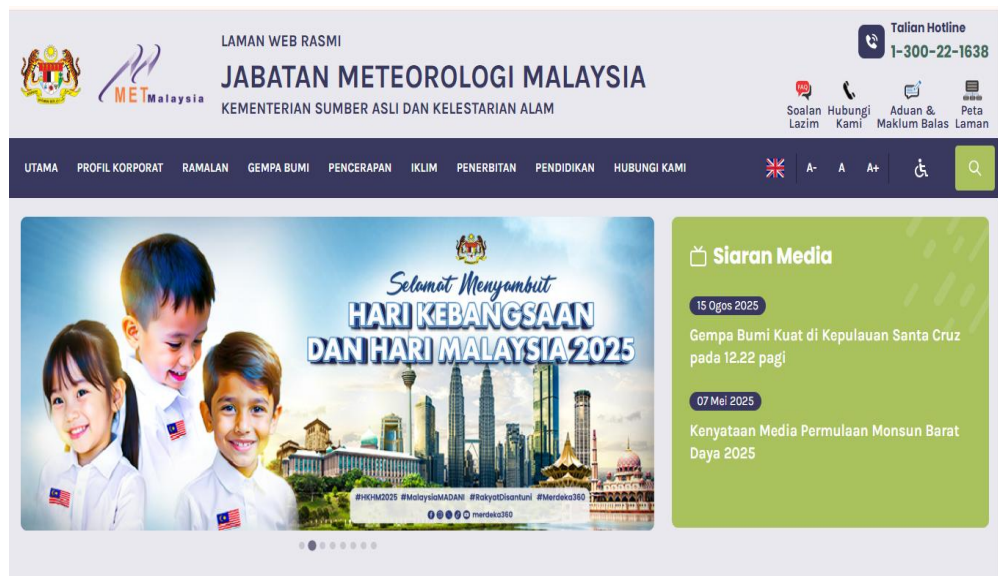 METMalaysia
LAMAN WEB RASMI
JABATAN METEOROLOGI MALAYSIA
KEMENTERIAN SUMBER ASLI DAN KELESTARIAN ALAM
Talian Hotline
1-300-22-1638
FAQ
Soalan Lazim
Hubungi Kami
Aduan & Maklum Balas
Peta Laman
UTAMA PROFIL KORPORAT RAMALAN GEMPA BUMI PENCERAPAN IKLIM PENERBITAN PENDIDIKAN HUBUNGI KAMI A- A A+
Selamat Menyambut
HARI KEBANGSAAN
DAN HARI MALAYSIA 2025
#HKHM2025 #MalaysiaMADANI #RakyatDisantuni #Merdeka360
merdeka360
Siaran Media
15 Ogos 2025
Gempa Bumi Kuat di Kepulauan Santa Cruz
pada 12.22 pagi
07 Mei 2025
Kenyataan Media Permulaan Monsun Barat
Daya 2025